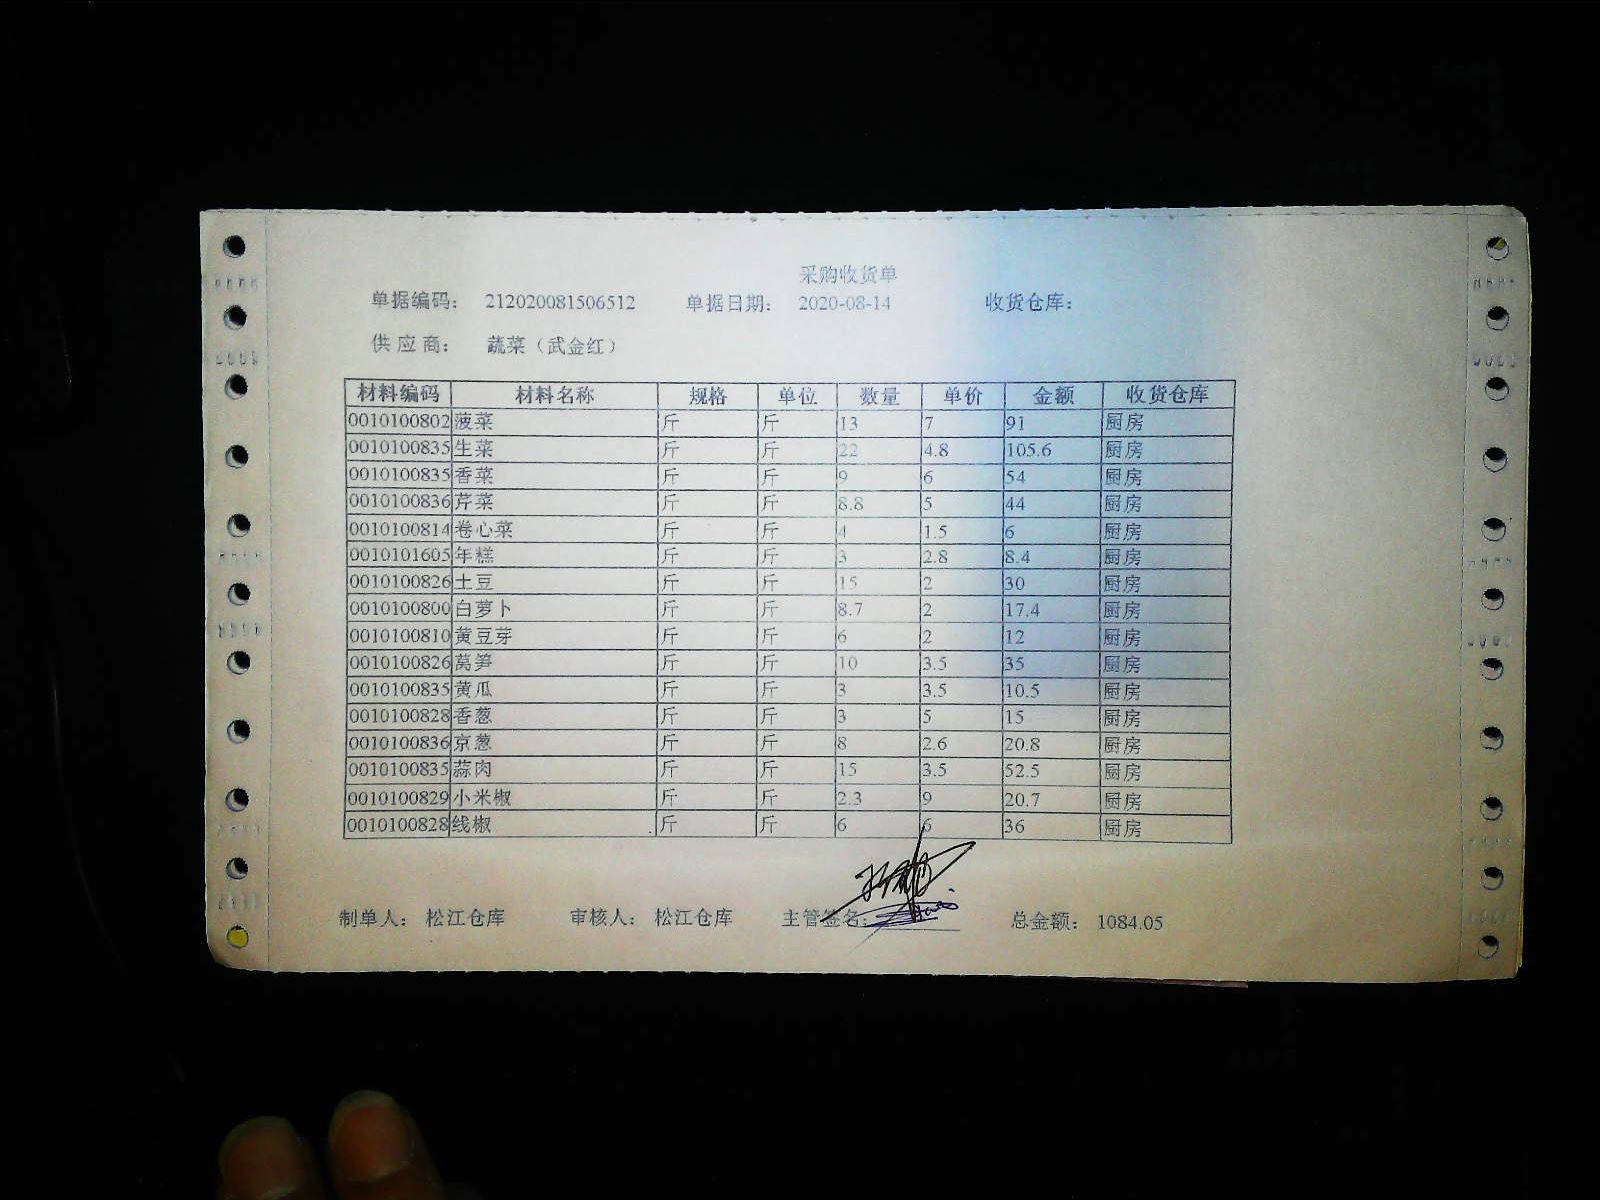 采购收货单
单据编码： 212020081506512 单据日期： 2020-08-14 收货仓库：
供应商： 蔬菜（武金红）
材料编码 材料名称 规格 单位 数量 单价 金额 收货仓库
0010100802 菠菜 斤 斤 13 7 91 厨房
0010100835 生菜 斤 斤 22 4.8 105.6 厨房
0010100835 香菜 斤 斤 9 6 54 厨房
0010100836 芹菜 斤 斤 8.8 5 44 厨房
0010100814 卷心菜 斤 斤 4 1.5 6 厨房
0010101605 年糕 斤 斤 3 2.8 8.4 厨房
0010100826 土豆 斤 斤 15 2 30 厨房
0010100800 白萝卜 斤 斤 8.7 2 17.4 厨房
0010100810 黄豆芽 斤 斤 6 2 12 厨房
0010100826 莴笋 斤 斤 10 3.5 35 厨房
0010100835 黄瓜 斤 斤 3 3.5 10.5 厨房
0010100828 香葱 斤 斤 3 5 15 厨房
0010100836 京葱 斤 斤 8 2.6 20.8 厨房
0010100835 蒜肉 斤 斤 15 3.5 52.5 厨房
0010100829 小米椒 斤 斤 2.3 9 20.7 厨房
0010100828 线椒 斤 斤 6 6 36 厨房
制单人： 松江仓库 审核人： 松江仓库 主管签名： 总金额： 1084.05